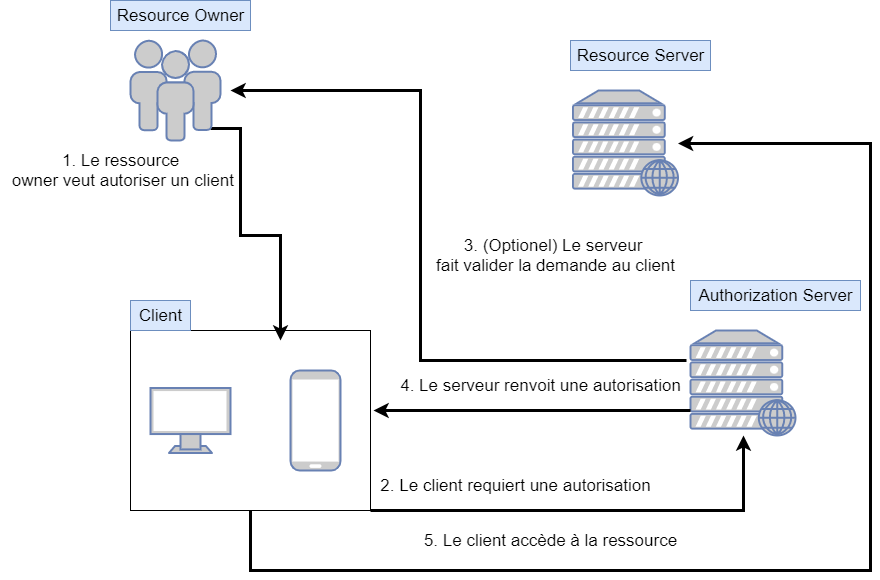 Resource Owner
Resource Server
1. Le ressource
owner veut autoriser un client
3. (Optionel) Le serveur
fait valider la demande au client
Authorization Server
Client
4. Le serveur renvoit une autorisation
2. Le client requiert une autorisation
5. Le client accède à la ressource